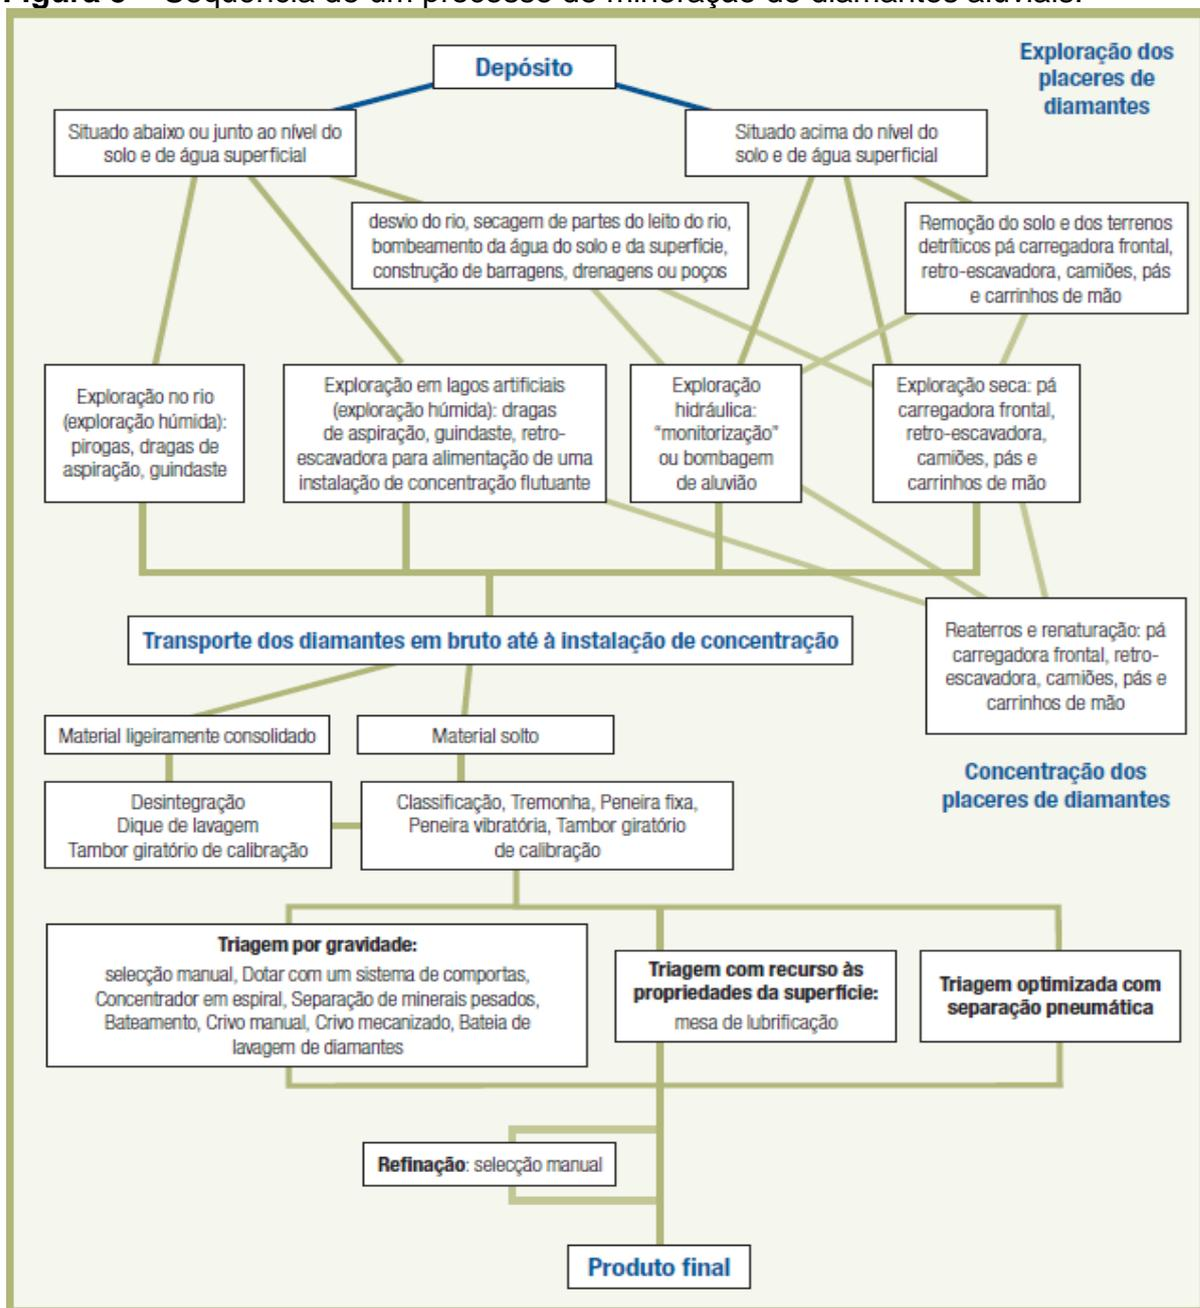 Figura 3 – Sequência de um processo de mineração de diamantes aluviais.
Depósito
Exploração dos
placeres de
diamantes
Situado abaixo ou junto ao nível do
solo e de água superficial
Situado acima do nível do
solo e de água superficial
desvio do rio, secagem de partes do leito do rio,
bombeamento da água do solo e da superfície,
construção de barragens, drenagens ou poços
Remoção do solo e dos terrenos
detríticos pá carregadora frontal,
retro-escavadora, camiões, pás
e carrinhos de mão
Exploração no rio
(exploração húmida):
pirogas, dragas de
aspiração, guindaste
Exploração em lagos artificiais
(exploração húmida): dragas
de aspiração, guindaste, retro-
escavadora para alimentação de uma
instalação de concentração flutuante
Exploração
hidráulica:
“monitorização”
ou bombagem
de aluvião
Exploração seca: pá
carregadora frontal,
retro-escavadora,
camiões, pás e
carrinhos de mão
Transporte dos diamantes em bruto até à instalação de concentração
Reaterros e renaturação: pá
carregadora frontal, retro-
escavadora, camiões, pás e
carrinhos de mão
Material ligeiramente consolidado
Material solto
Concentração dos
placeres de diamantes
Desintegração
Dique de lavagem
Tambor giratório de calibração
Classificação, Tremonha, Peneira fixa,
Peneira vibratória, Tambor giratório
de calibração
Triagem por gravidade:
selecção manual, Dotar com um sistema de comportas,
Concentrador em espiral, Separação de minerais pesados,
Bateamento, Crivo manual, Crivo mecanizado, Bateia de
lavagem de diamantes
Triagem com recurso às
propriedades da superfície:
mesa de lubrificação
Triagem optimizada com
separação pneumática
Refinação: selecção manual
Produto final